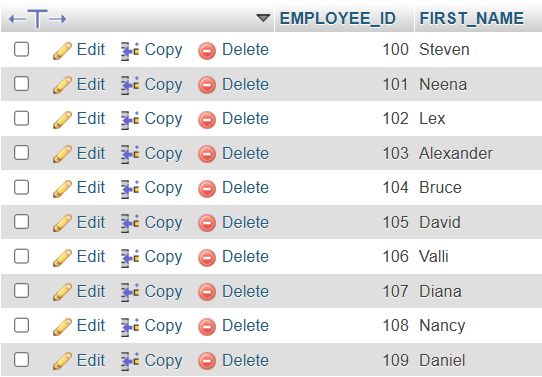 EMPLOYEE_ID FIRST_NAME
Edit Copy Delete 100 Steven
Edit Copy Delete 101 Neena
Edit Copy Delete 102 Lex
Edit Copy Delete 103 Alexander
Edit Copy Delete 104 Bruce
Edit Copy Delete 105 David
Edit Copy Delete 106 Valli
Edit Copy Delete 107 Diana
Edit Copy Delete 108 Nancy
Edit Copy Delete 109 Daniel